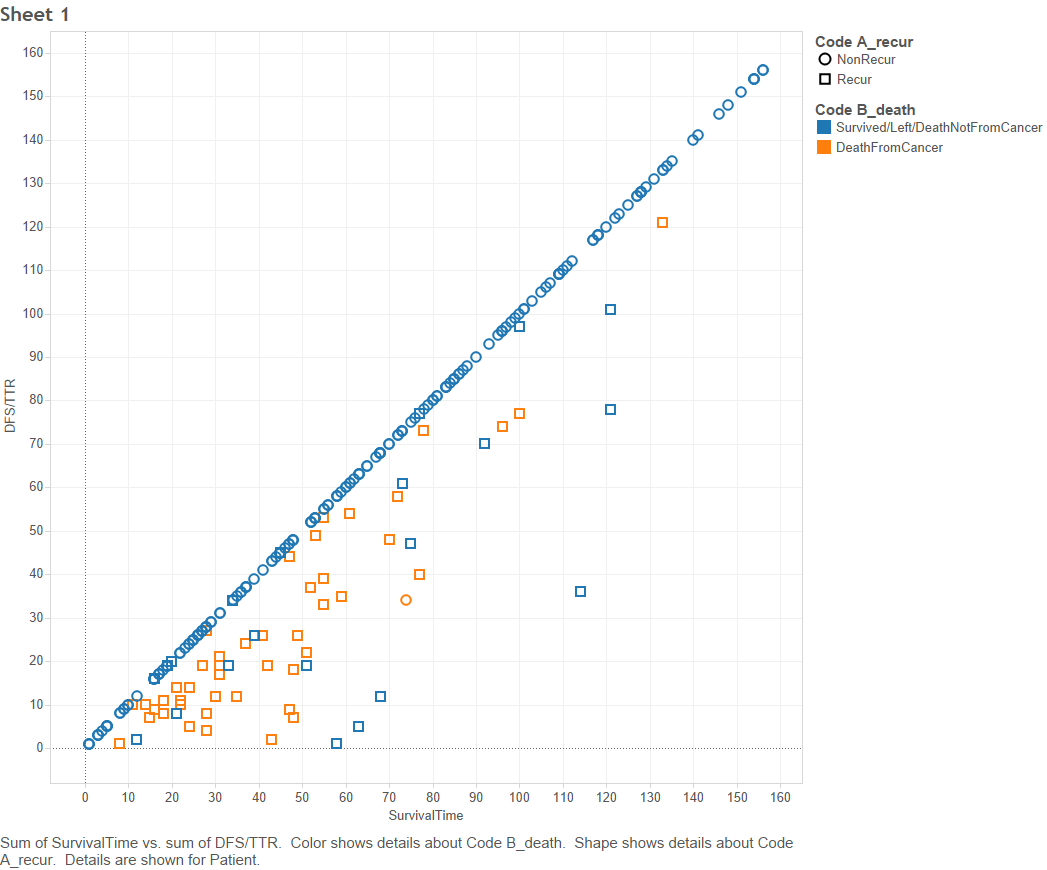 Sheet 1
160
150
140
130
120
110
100
90
80
70
60
50
40
30
20
10
0
DFS/TTR
0 10 20 30 40 50 60 70 80 90 100 110 120 130 140 150 160
SurvivalTime
Code A_recur
NonRecur
Recur
Code B_death
Survived/Left/DeathNotFromCancer
DeathFromCancer
Sum of SurvivalTime vs. sum of DFS/TTR.  Color shows details about Code B_death.  Shape shows details about Code
A_recur.  Details are shown for Patient.